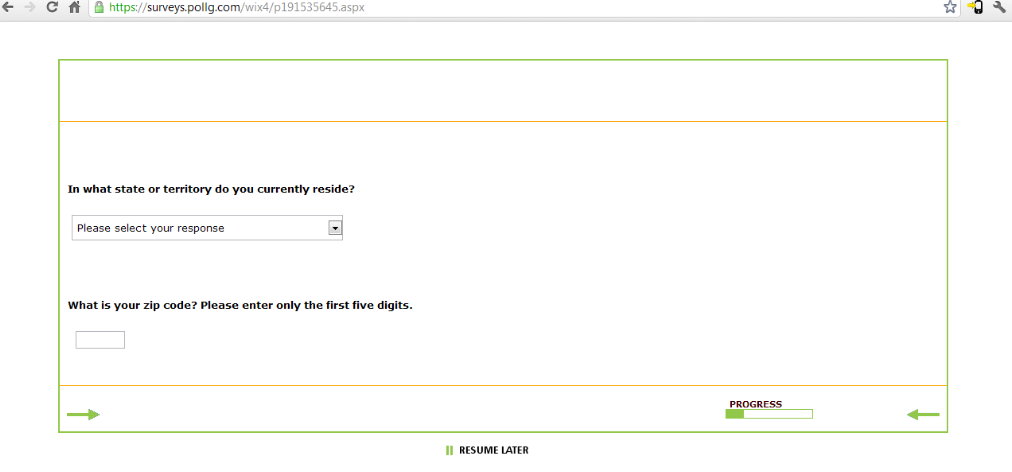 https://surveys.pollg.com/wix4/p191535645.aspx
In what state or territory do you currently reside?
Please select your response
What is your zip code? Please enter only the first five digits.
PROGRESS
RESUME LATER